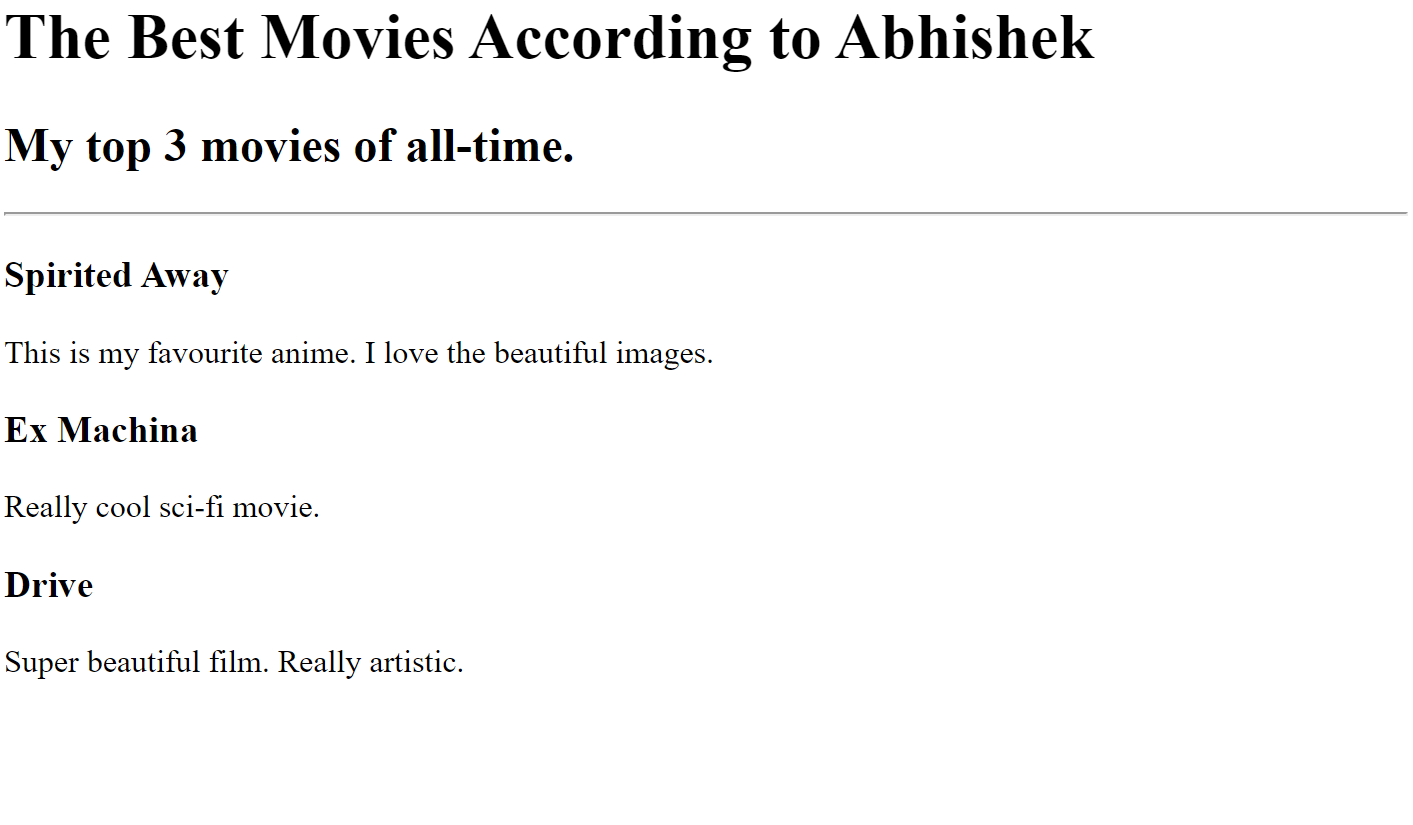 The Best Movies According to Abhishek
My top 3 movies of all-time.
Spirited Away
This is my favourite anime. I love the beautiful images.
Ex Machina
Really cool sci-fi movie.
Drive
Super beautiful film. Really artistic.